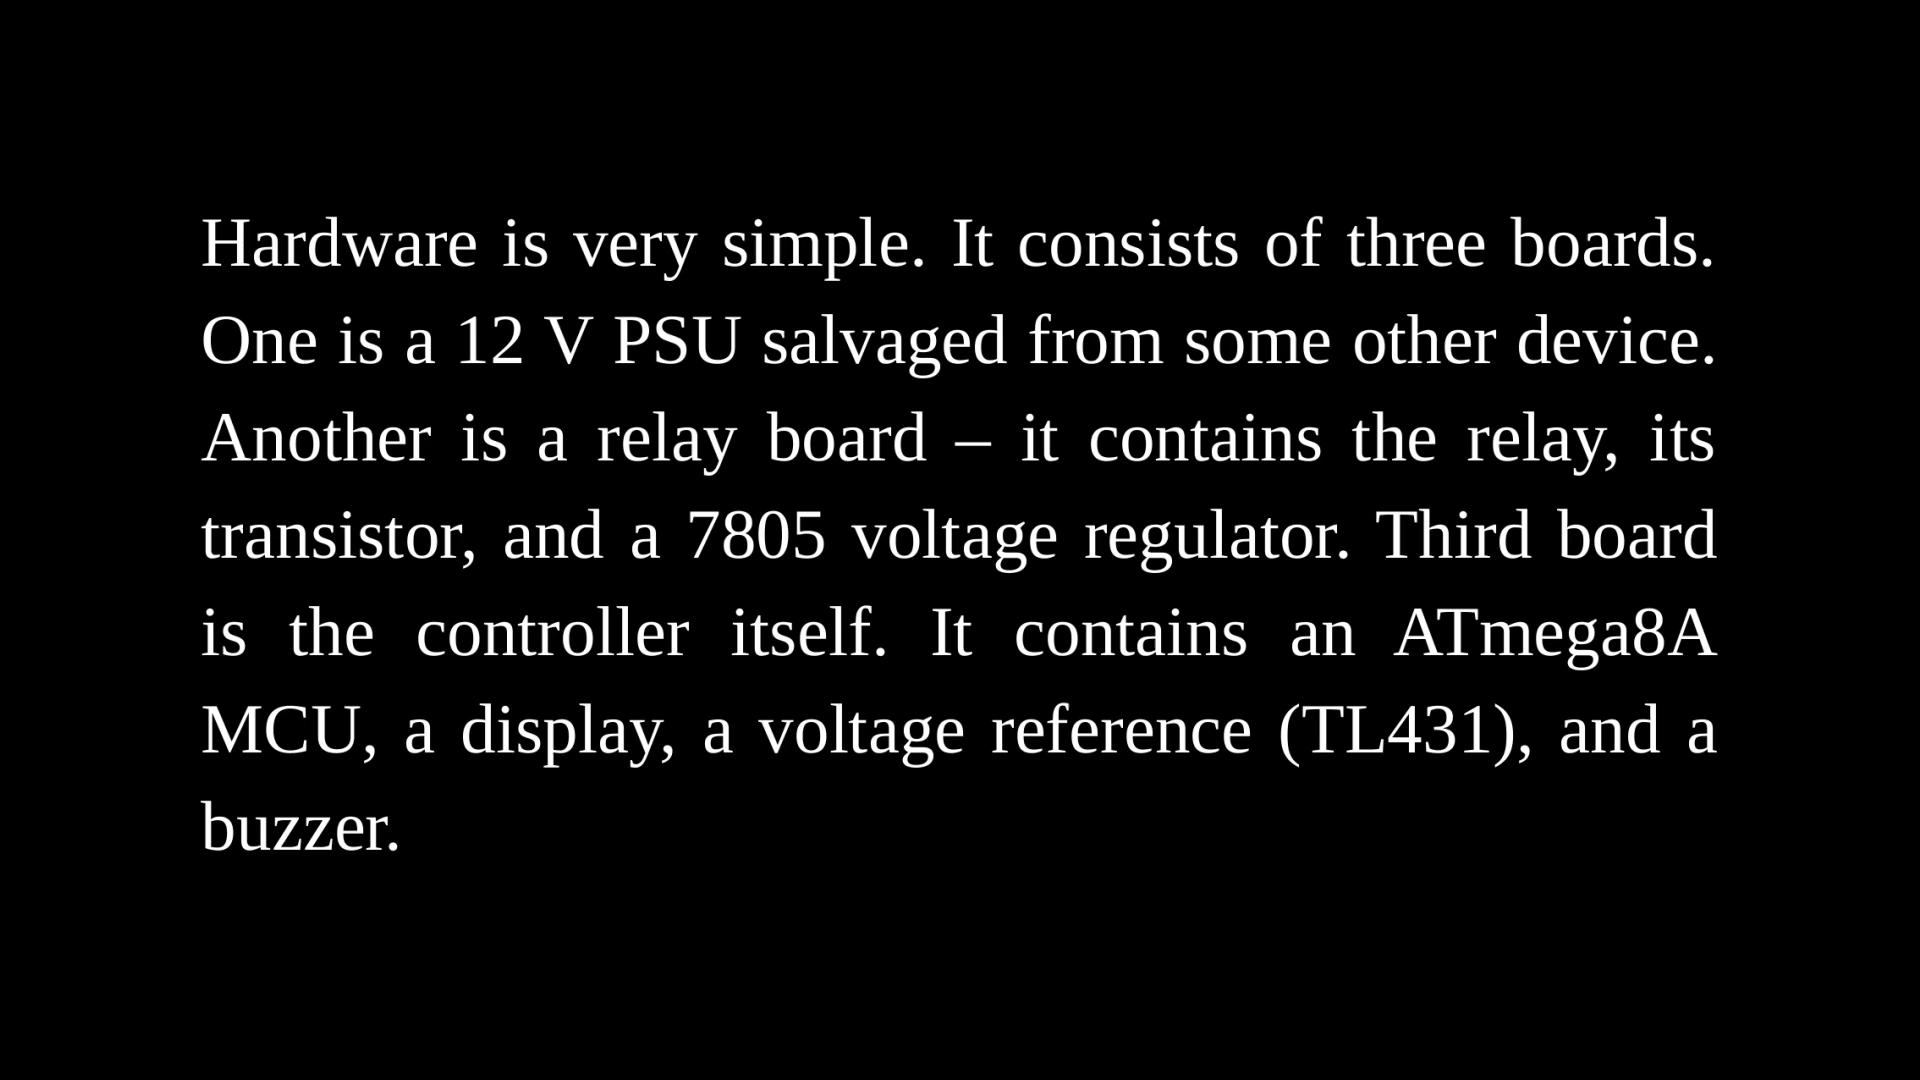 Hardware is very simple. It consists of three boards.
One is a 12 V PSU salvaged from some other device.
Another is a relay board – it contains the relay, its
transistor, and a 7805 voltage regulator. Third board
is the controller itself. It contains an ATmega8A
MCU, a display, a voltage reference (TL431), and a
buzzer.